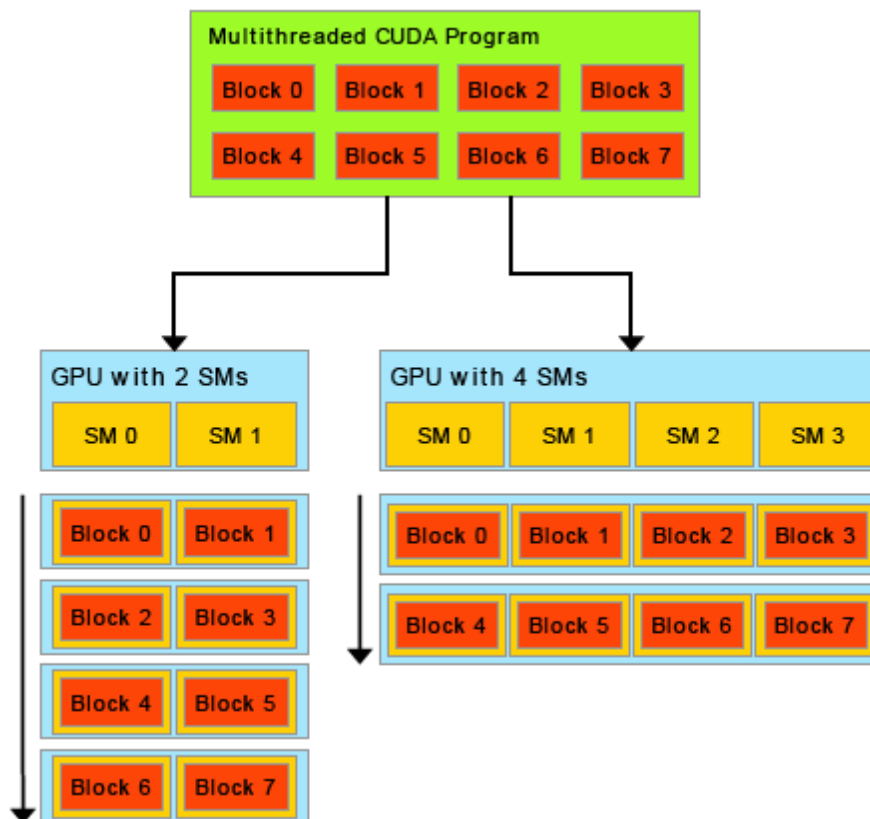 Multithreaded CUDA Program
Block 0 Block 1 Block 2 Block 3
Block 4 Block 5 Block 6 Block 7
GPU with 2 SMs
SM 0 SM 1
Block 0 Block 1
Block 2 Block 3
Block 4 Block 5
Block 6 Block 7
GPU with 4 SMs
SM 0 SM 1 SM 2 SM 3
Block 0 Block 1 Block 2 Block 3
Block 4 Block 5 Block 6 Block 7